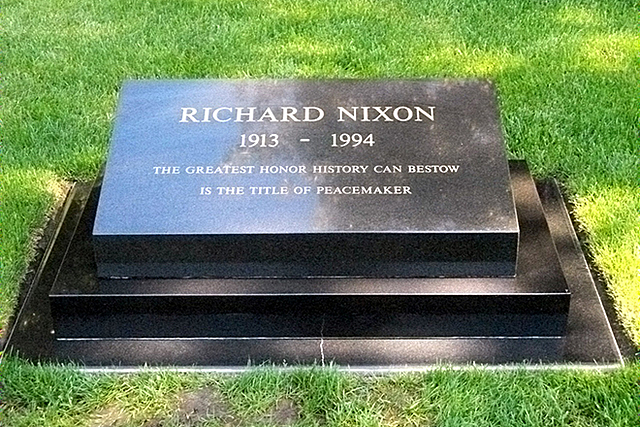 RICHARD NIXON
1913 - 1994
THE GREATEST HONOR HISTORY CAN BESTOW
IS THE TITLE OF PEACEMAKER